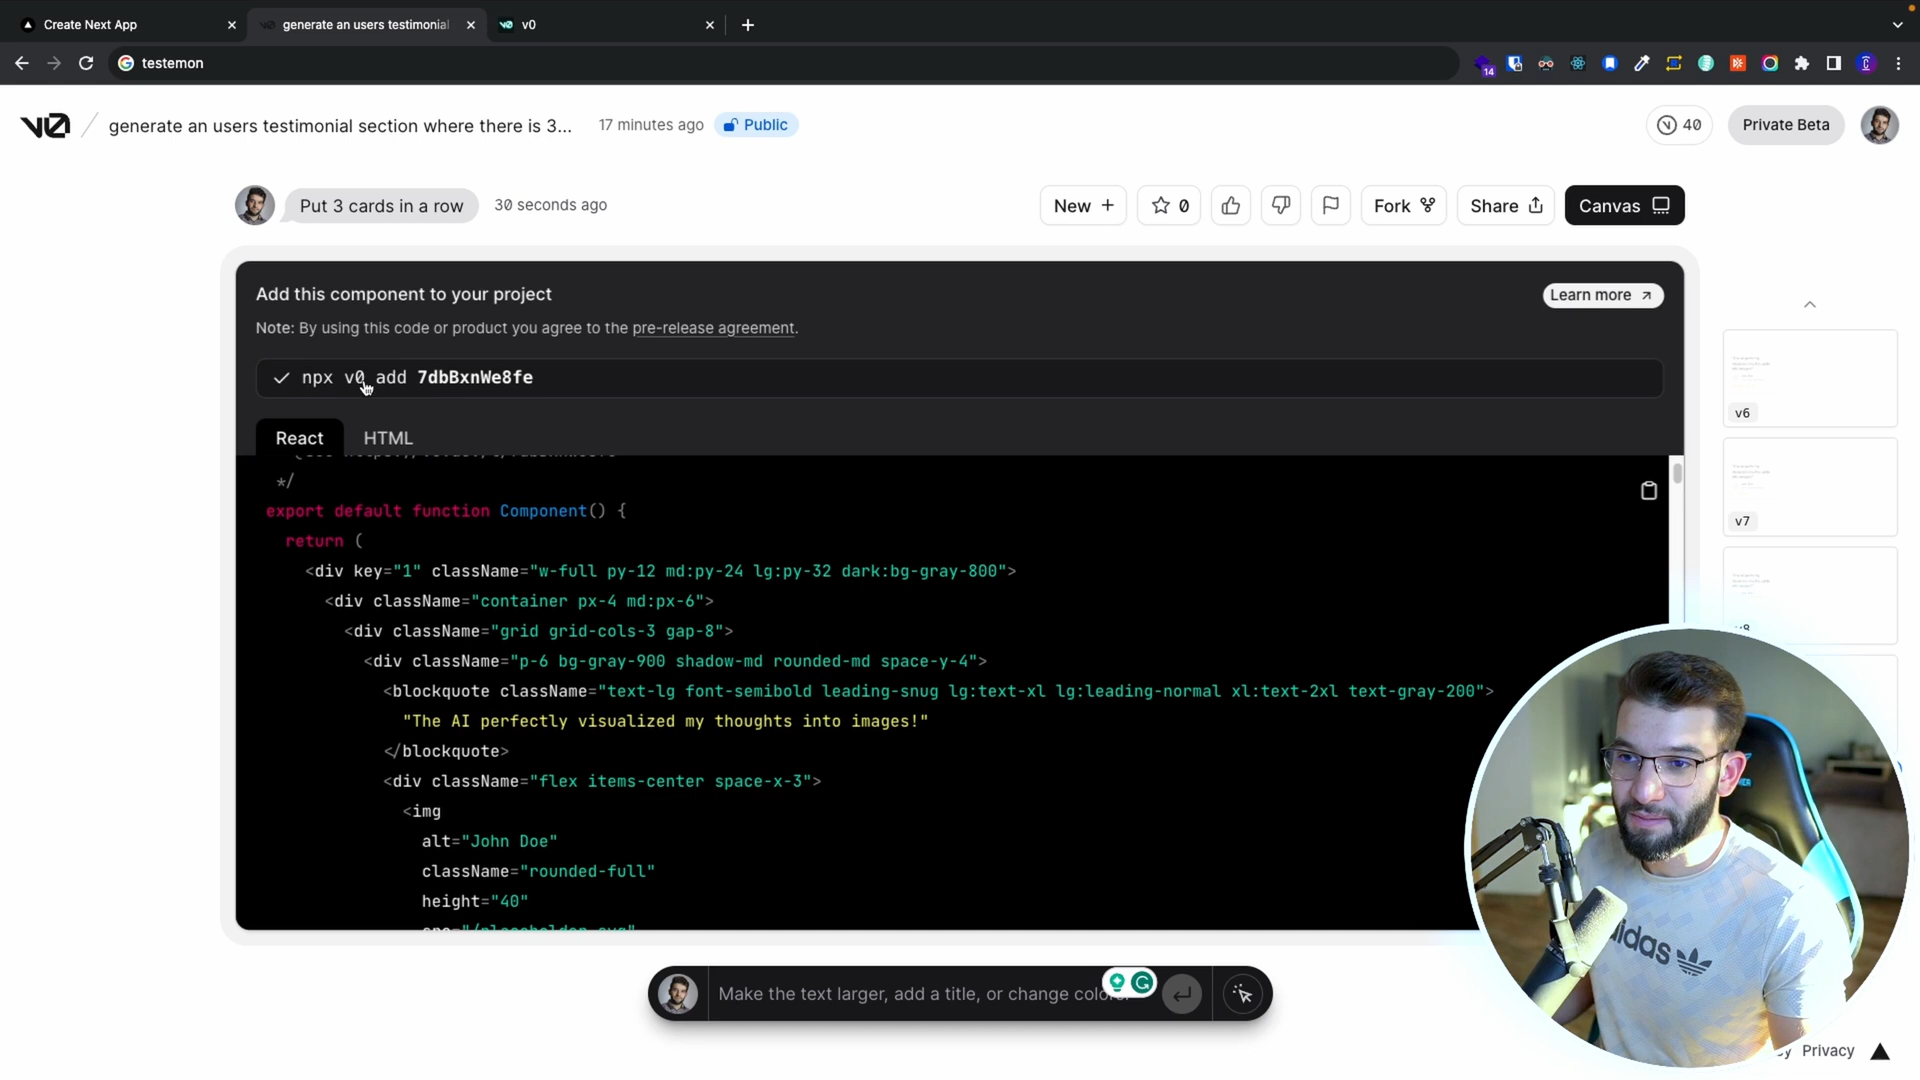 Create Next App
generate an users testimonial
v0
testemon
14
v0 / generate an users testimonial section where there is 3...
17 minutes ago
Public
40
Private Beta
Put 3 cards in a row
30 seconds ago
New +
0
Fork
Share
Canvas
Add this component to your project
Learn more
Note: By using this code or product you agree to the pre-release agreement.
npx v0 add 7dbBxnWe8fe
React
HTML
*/
export default function Component() {
return (
<div key="1" className="w-full py-12 md:py-24 lg:py-32 dark:bg-gray-800">
<div className="container px-4 md:px-6">
<div className="grid grid-cols-3 gap-8">
<div className="p-6 bg-gray-900 shadow-md rounded-md space-y-4">
<blockquote className="text-lg font-semibold leading-snug lg:text-xl lg:leading-normal xl:text-2xl text-gray-200">
"The AI perfectly visualized my thoughts into images!"
</blockquote>
<div className="flex items-center space-x-3">
<img
alt="John Doe"
className="rounded-full"
height="40"
v6
v7
v8
Make the text larger, add a title, or change colors
adidas
Privacy